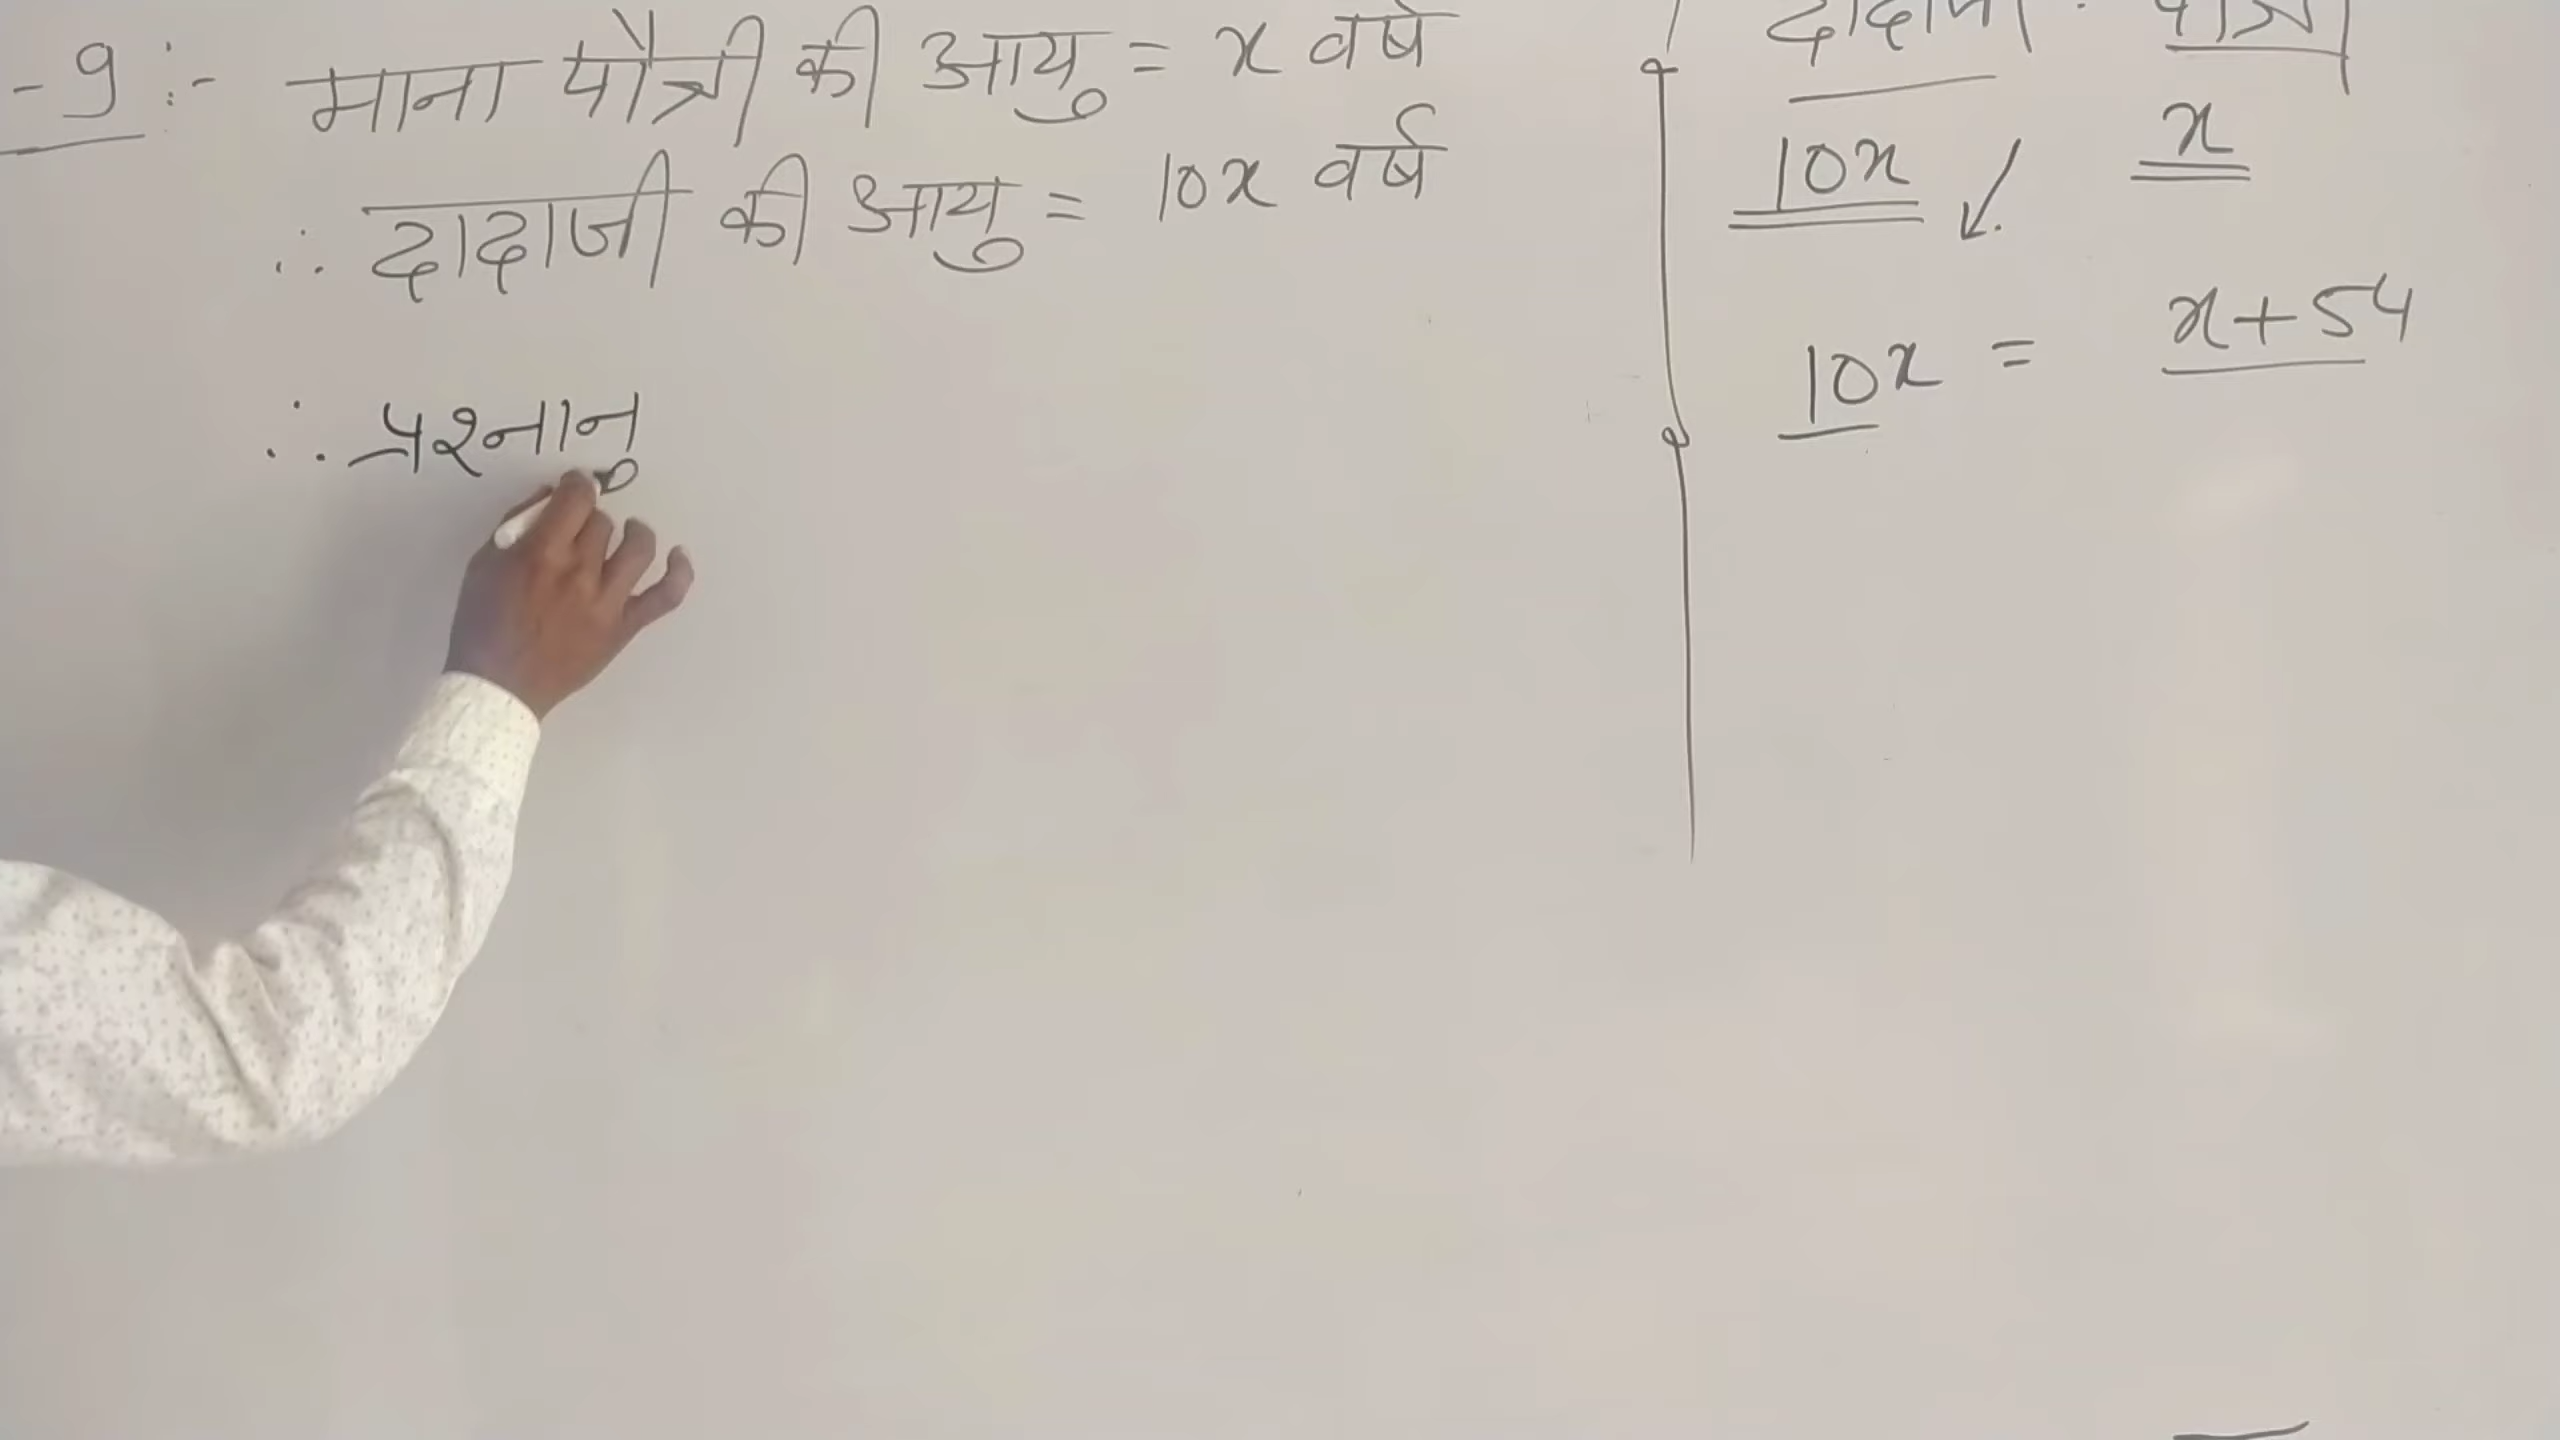 -9 :- माना पौत्री की आयु = x वर्ष
∴ दादाजी की आयु = 10x वर्ष
∴ प्रश्नानु
दादाजी : पौत्री
10x x
10x = x+54